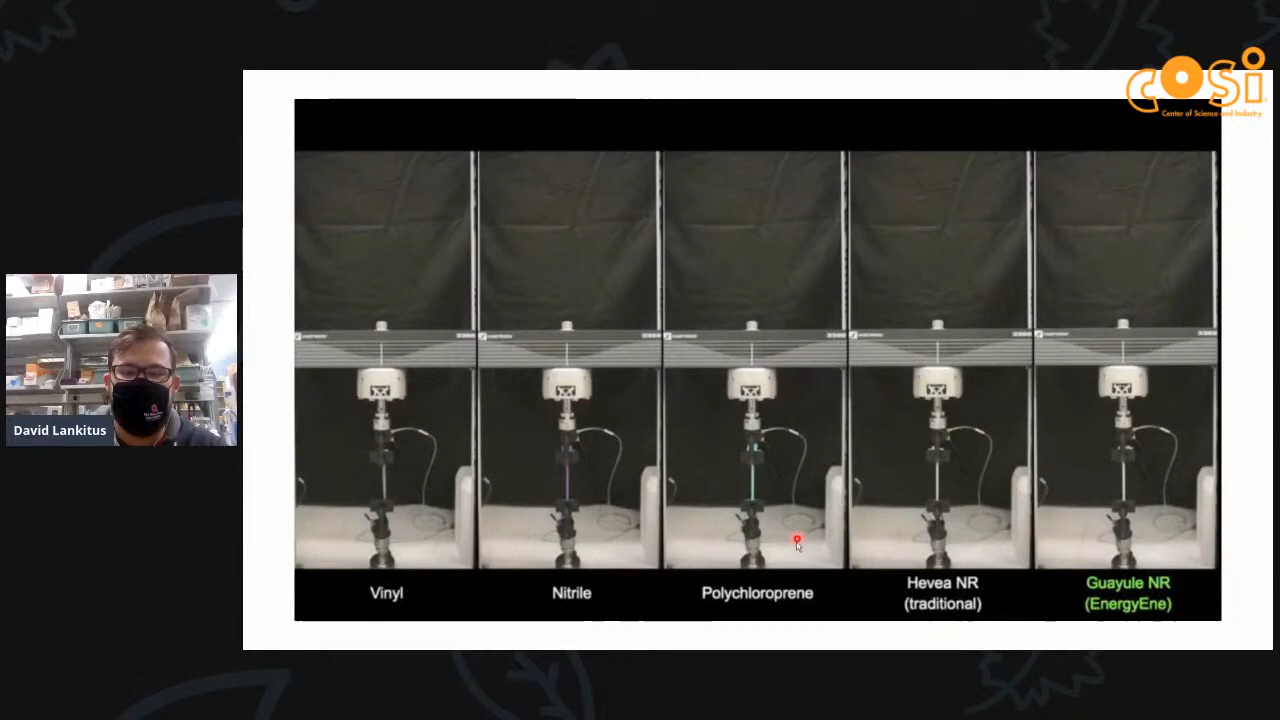 COSI
Center of Science and Industry
David Lankitus
Vinyl
Nitrile
Polychloroprene
Hevea NR
(traditional)
Guayule NR
(EnergyEne)